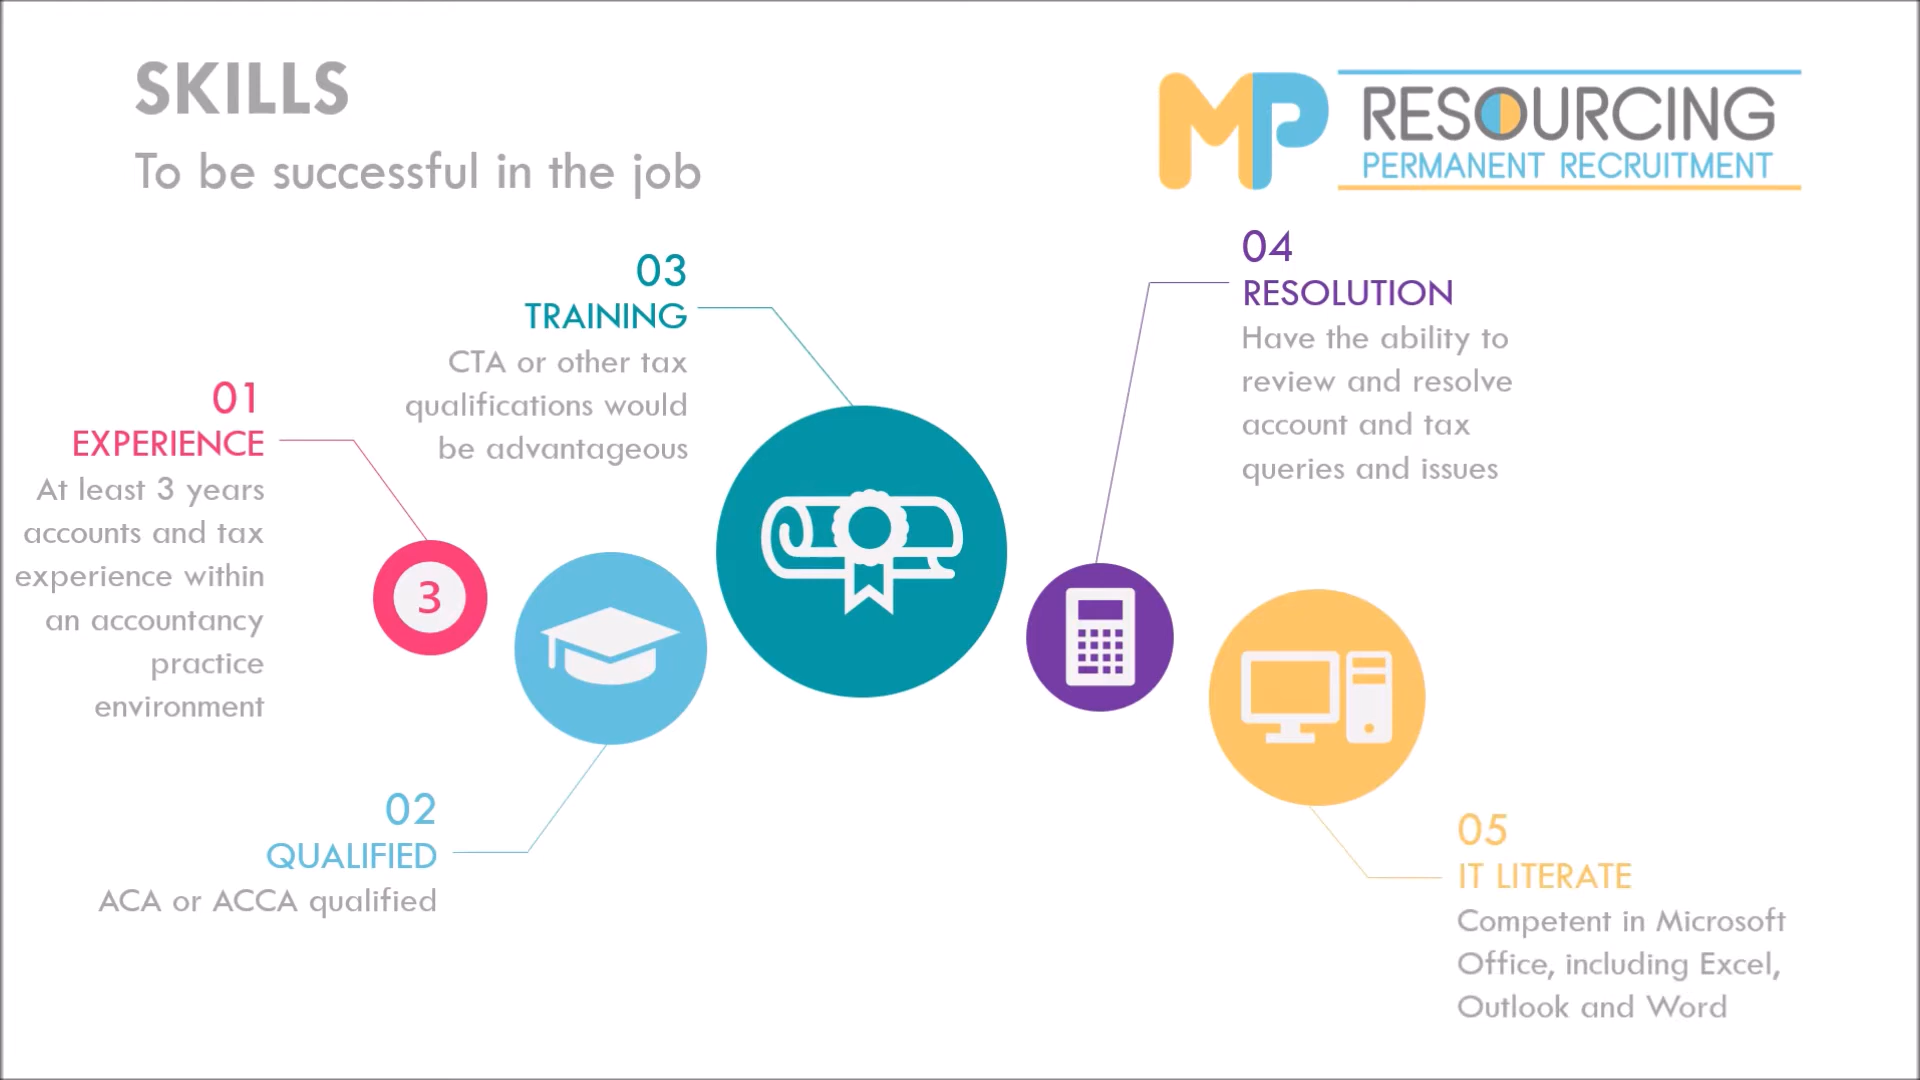 SKILLS
To be successful in the job
MP
RESOURCING
PERMANENT RECRUITMENT
01
EXPERIENCE
At least 3 years
accounts and tax
experience within
an accountancy
practice
environment
3
02
QUALIFIED
ACA or ACCA qualified
03
TRAINING
CTA or other tax
qualifications would
be advantageous
04
RESOLUTION
Have the ability to
review and resolve
account and tax
queries and issues
05
IT LITERATE
Competent in Microsoft
Office, including Excel,
Outlook and Word